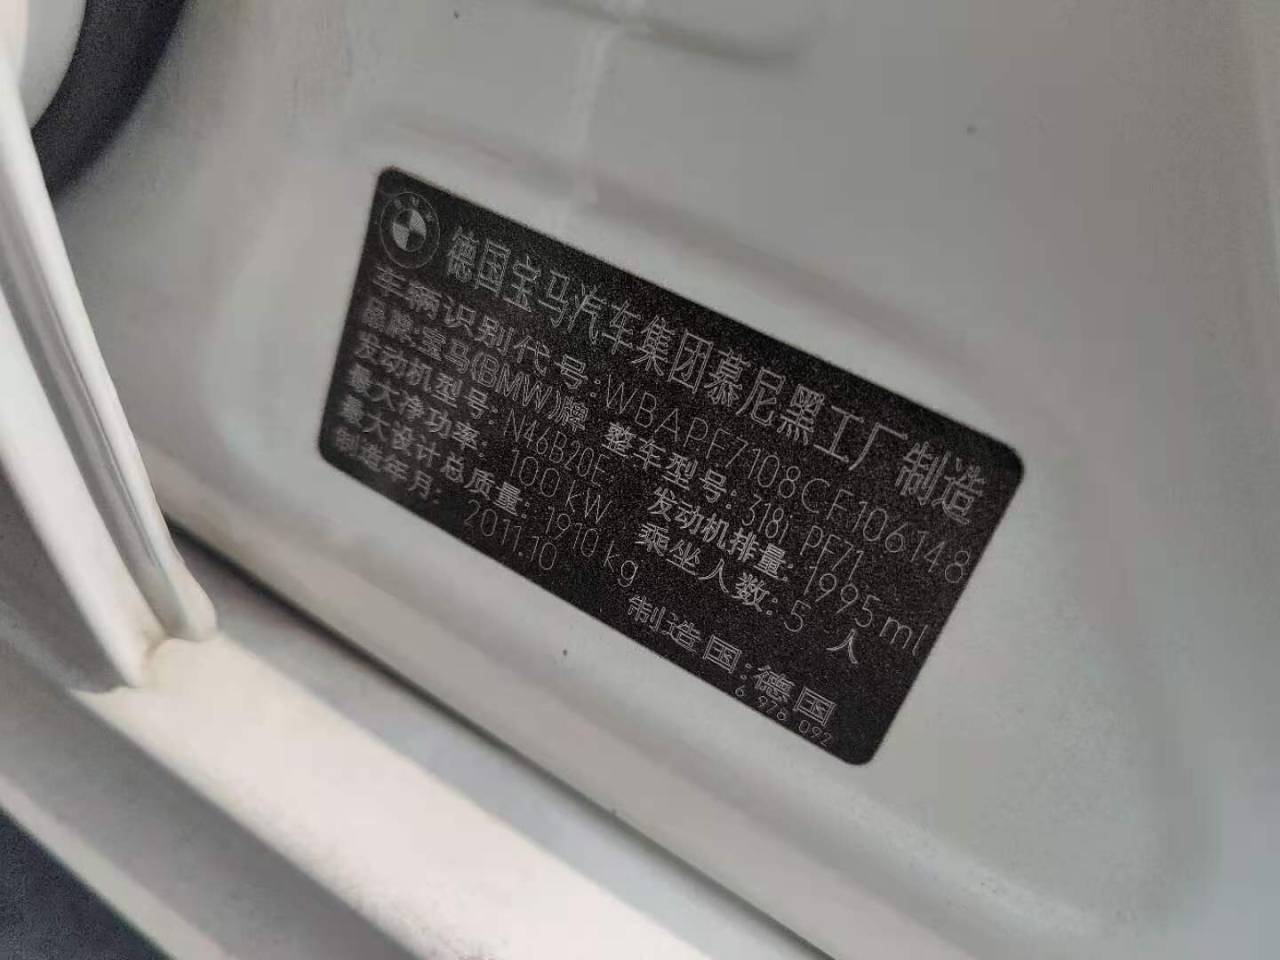 德国宝马汽车集团慕尼黑工厂制造
车辆识别代号:WBAPF7108CF106148
品牌:宝马(BMW)牌 整车型号:318i PF71
发动机型号:N46B20E 发动机排量:1995ml
最大净功率:100kW 乘坐人数:5人
最大设计总质量:1910kg
制造年月:2011.10 制造国:德国
6 976 092